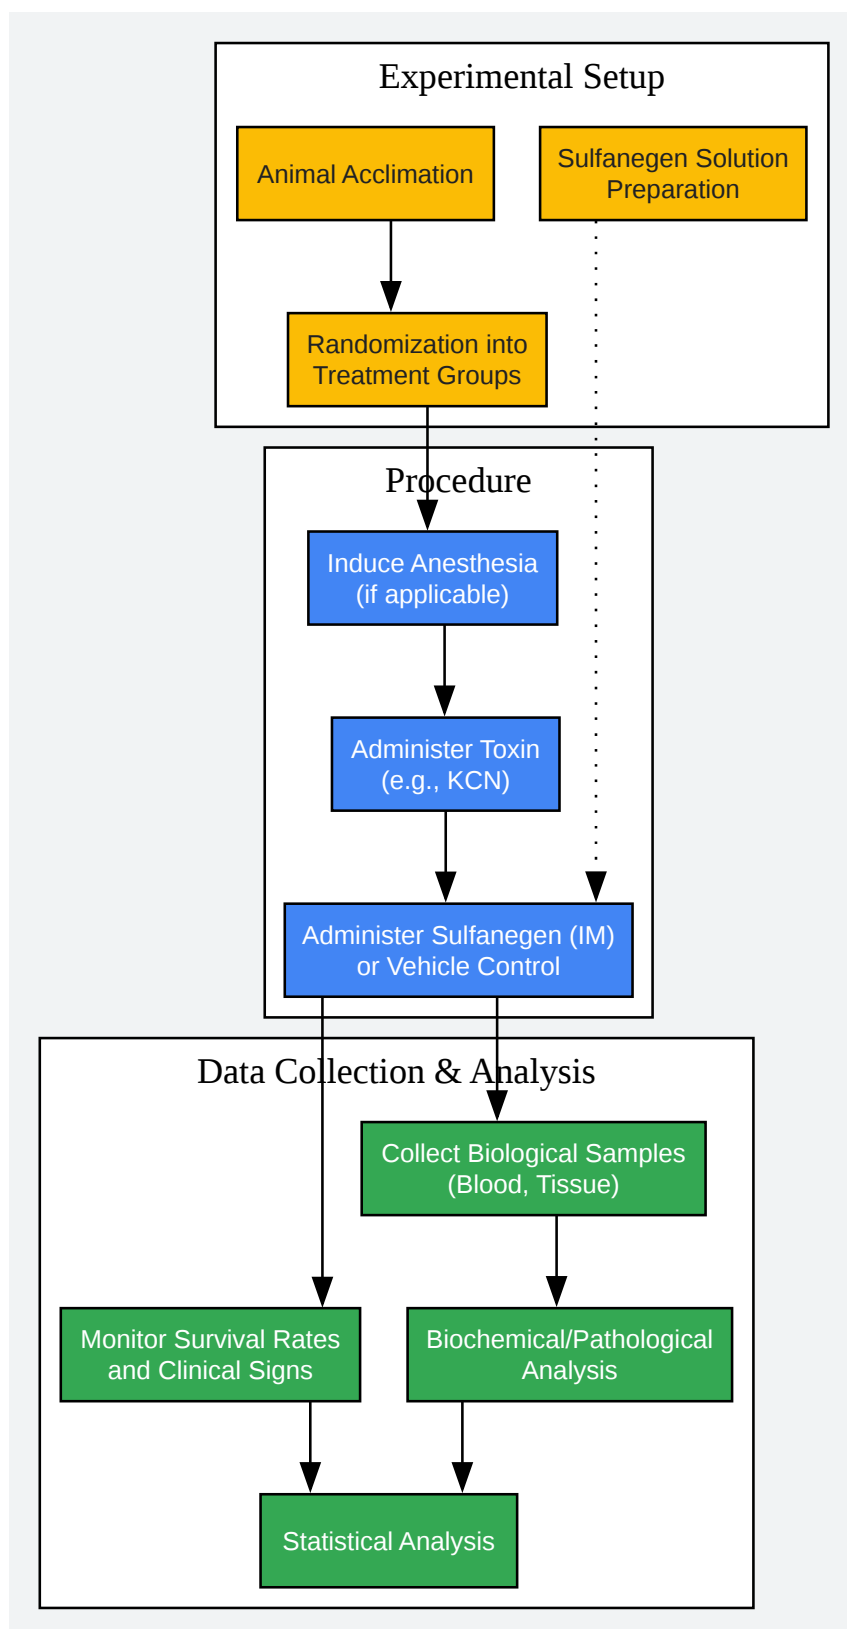 Experimental Setup
Animal Acclimation
Sulfanegen Solution
Preparation
Randomization into
Treatment Groups
Procedure
Induce Anesthesia
(if applicable)
Administer Toxin
(e.g., KCN)
Administer Sulfanegen (IM)
or Vehicle Control
Data Collection & Analysis
Collect Biological Samples
(Blood, Tissue)
Monitor Survival Rates
and Clinical Signs
Biochemical/Pathological
Analysis
Statistical Analysis